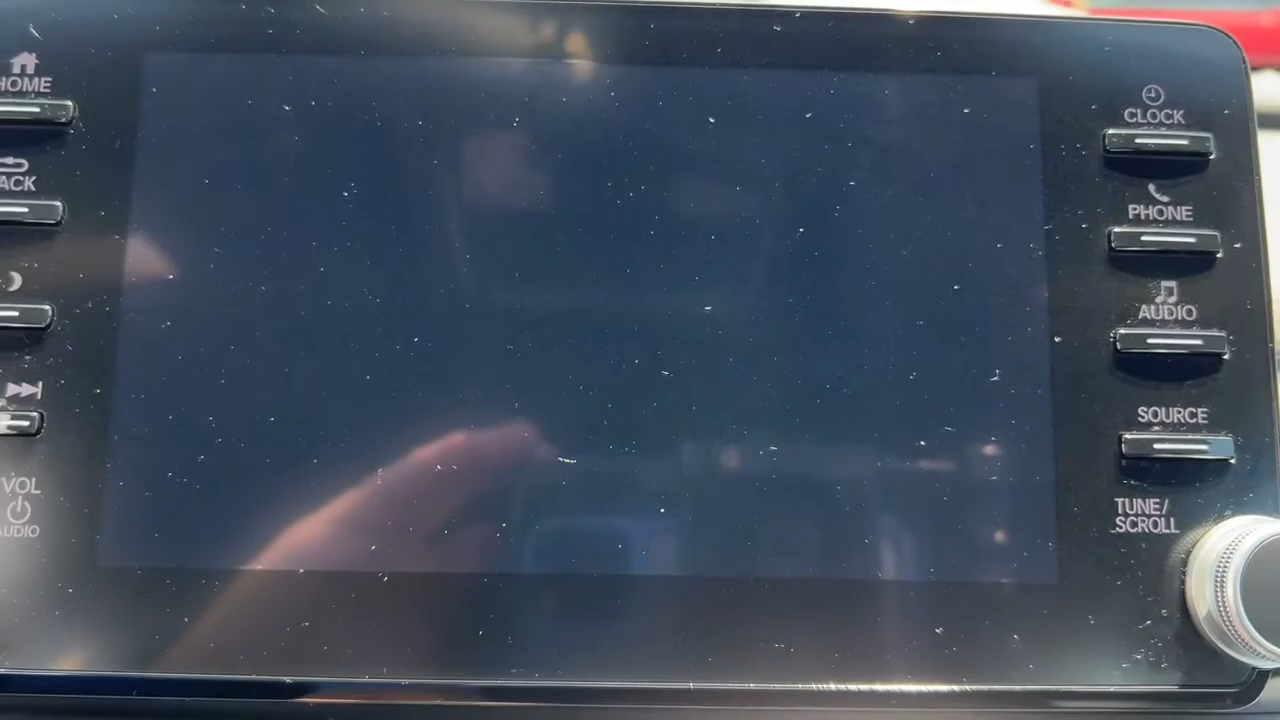 HOME
ACK
VOL
AUDIO
CLOCK
PHONE
AUDIO
SOURCE
TUNE/
SCROLL